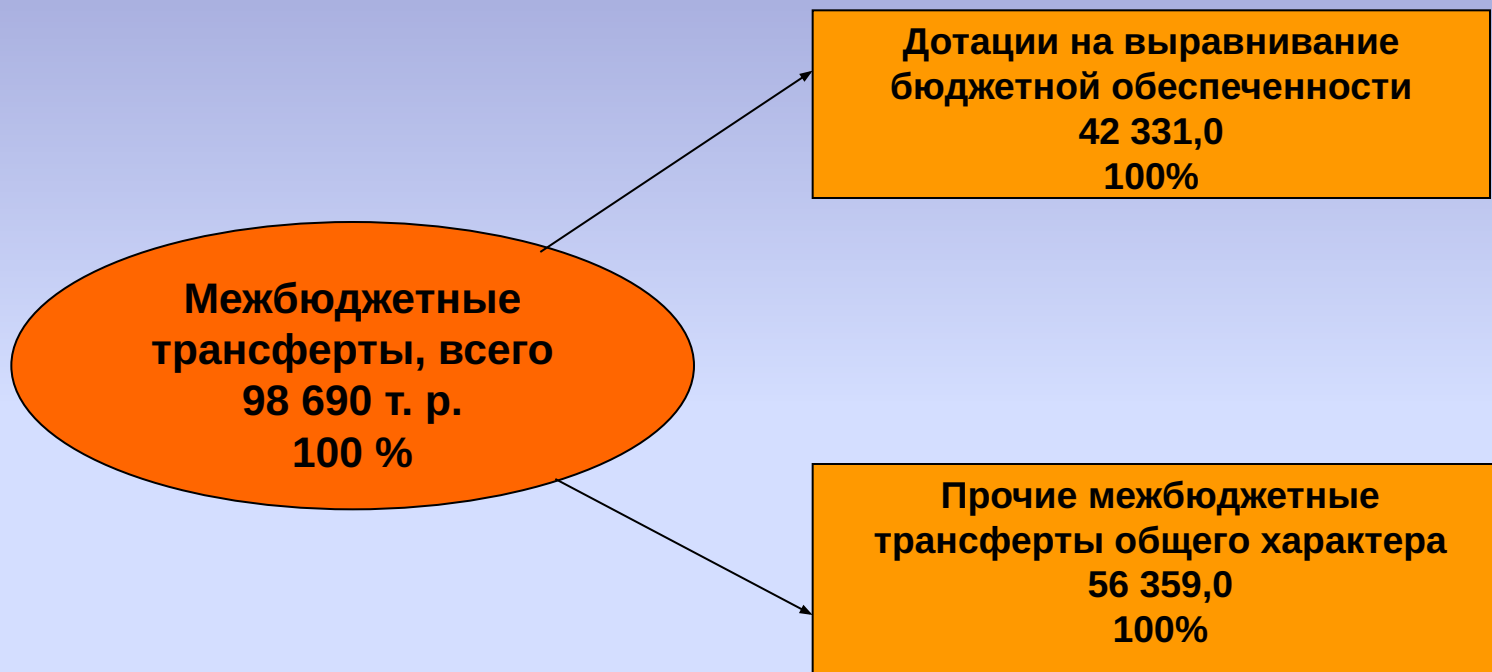 Дотации на выравнивание
бюджетной обеспеченности
42 331,0
100%
Межбюджетные
трансферты, всего
98 690 т. р.
100 %
Прочие межбюджетные
трансферты общего характера
56 359,0
100%